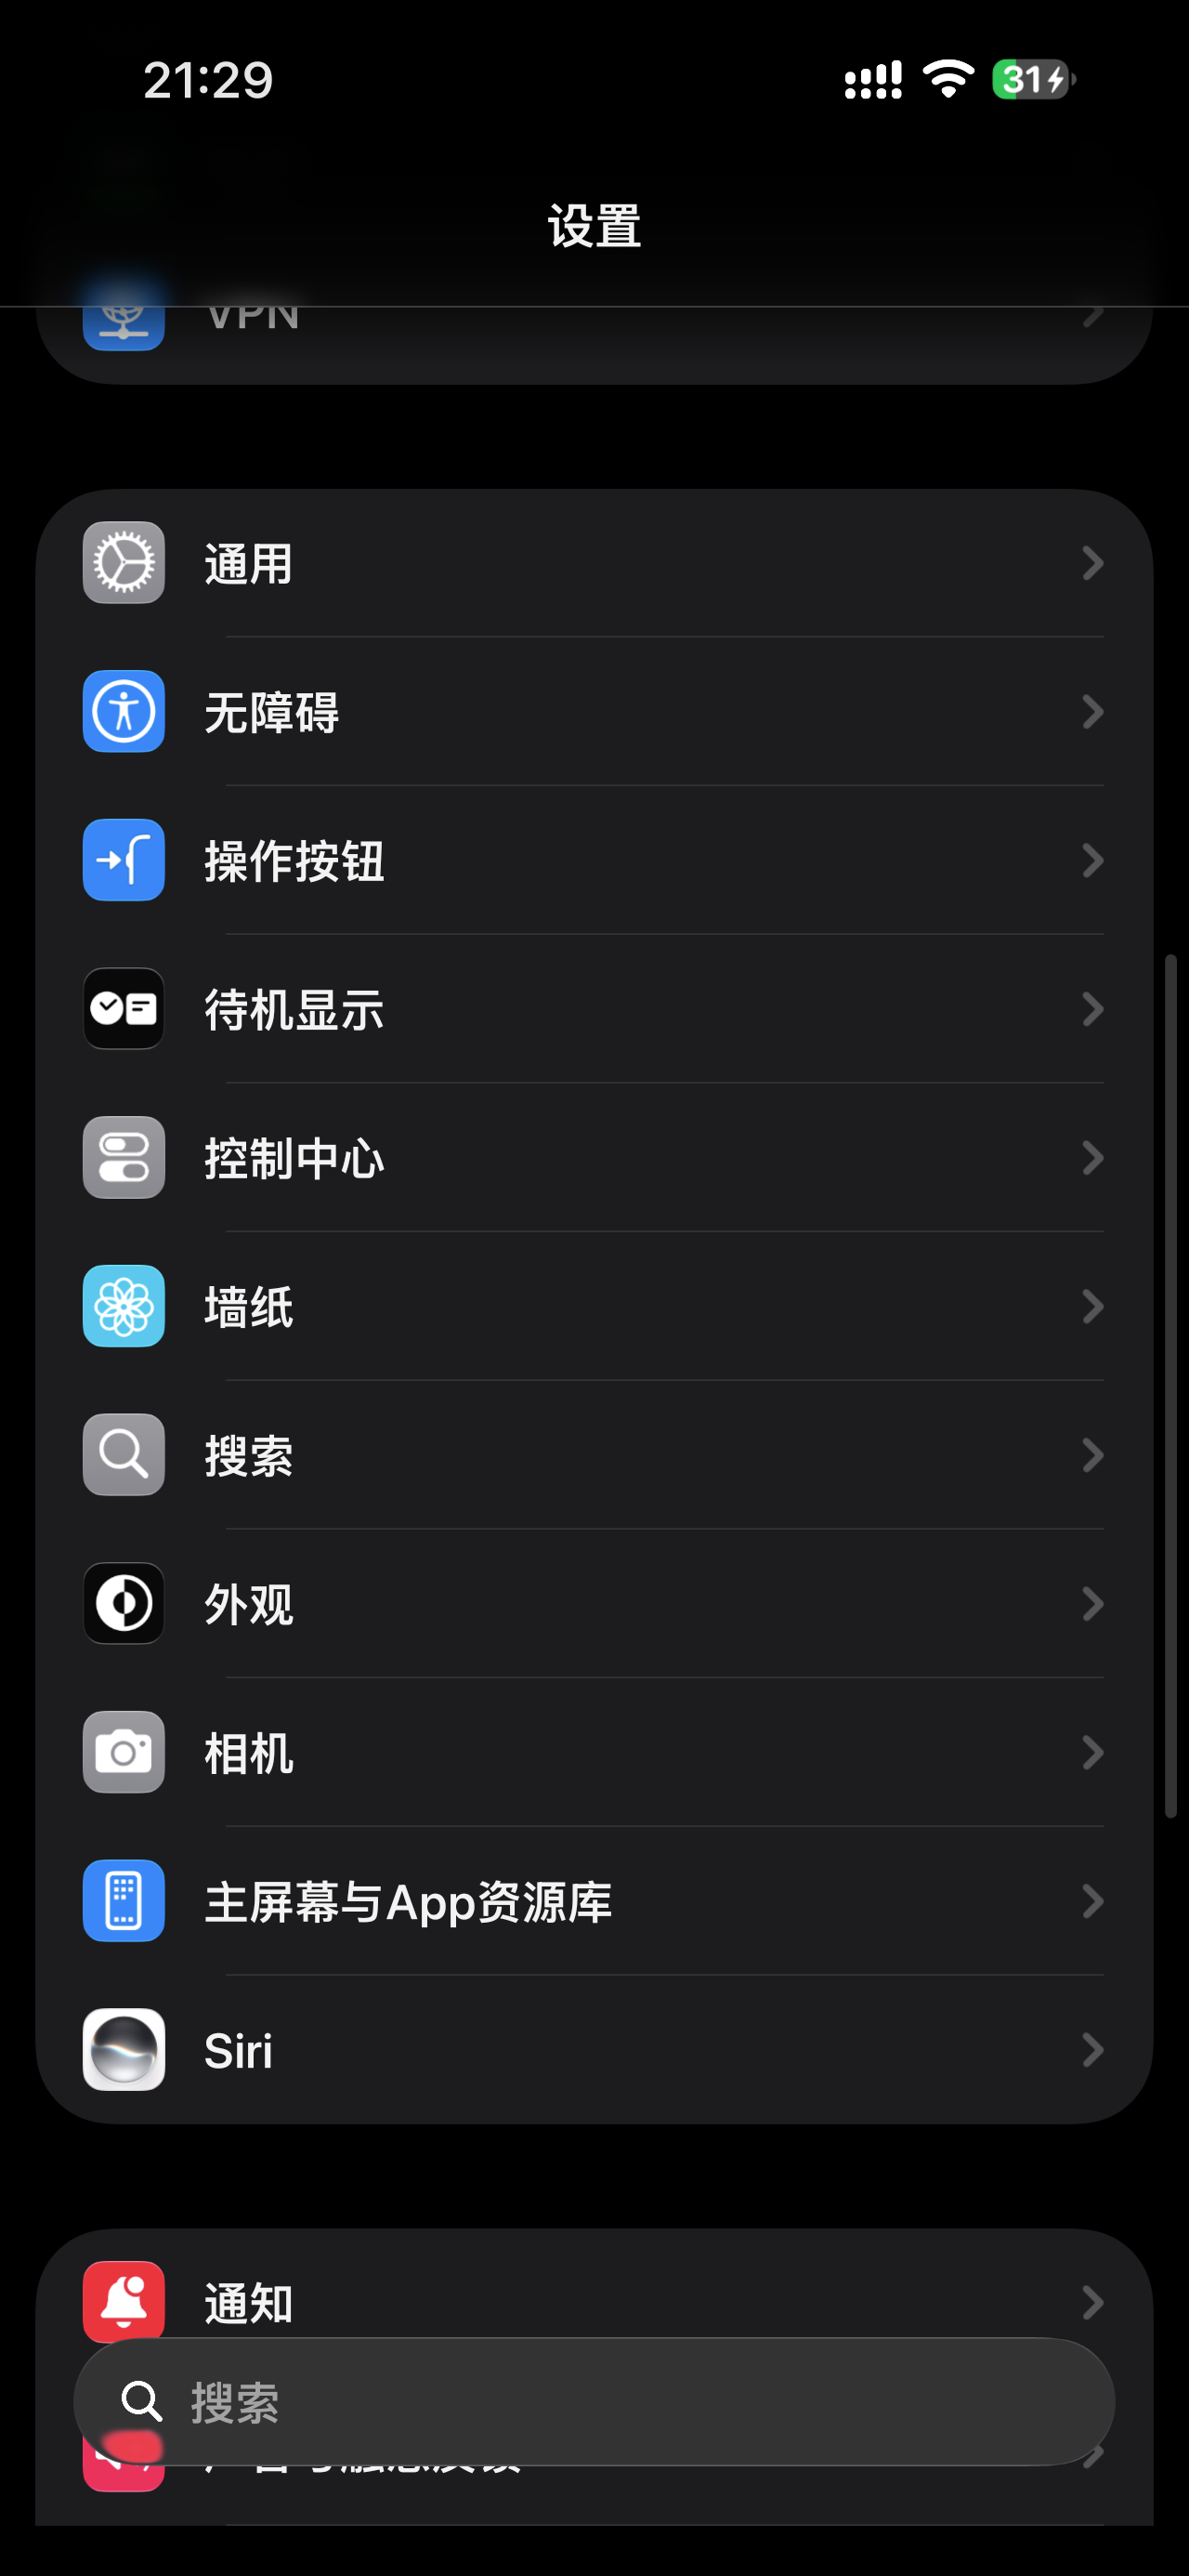 21:29
31
设置
VPN
通用
无障碍
操作按钮
待机显示
控制中心
墙纸
搜索
外观
相机
主屏幕与App资源库
Siri
通知
搜索